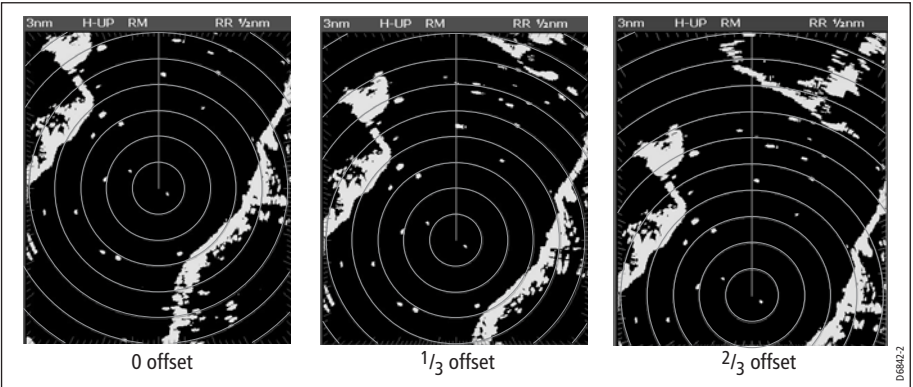 3nm H-UP RM RR ½nm
3nm H-UP RM RR ½nm
3nm H-UP RM RR ½nm
0 offset
1/3 offset
2/3 offset
D6842-2